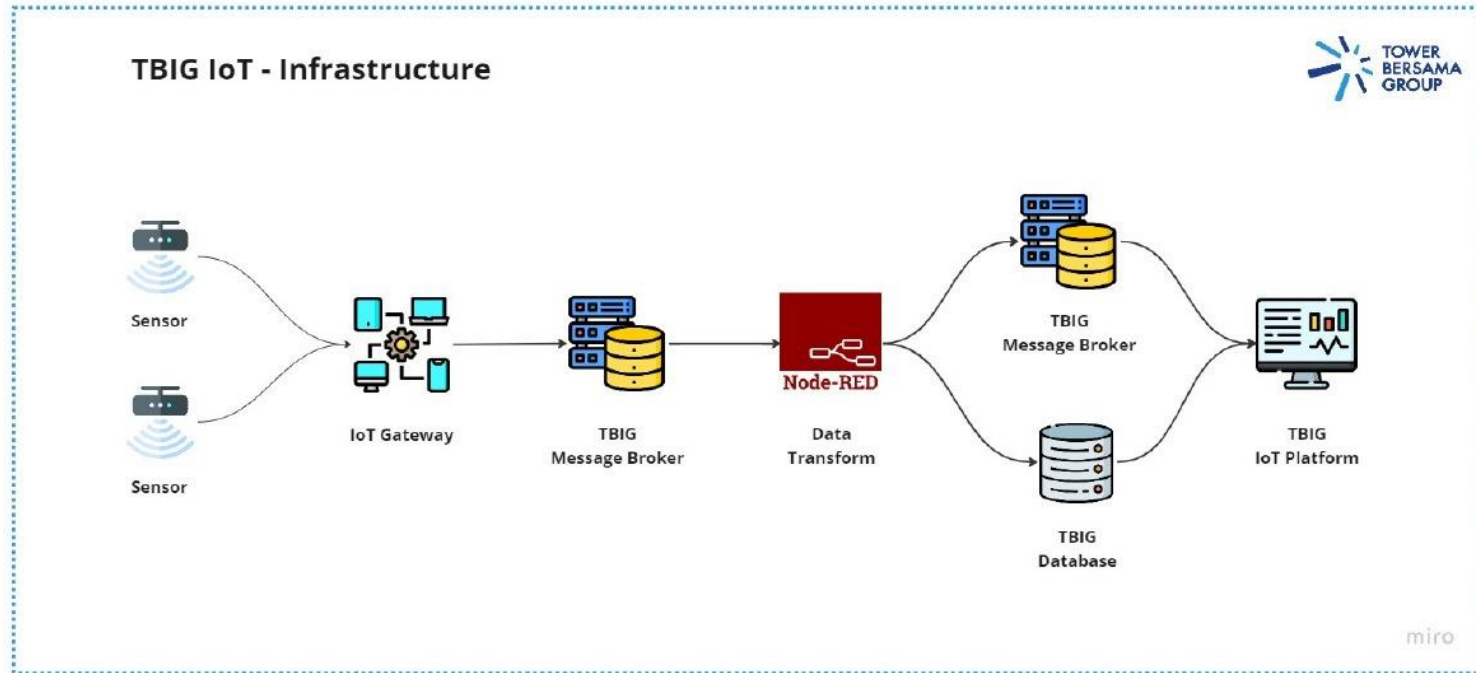 TBIG IoT - Infrastructure
TOWER
BERSAMA
GROUP
Sensor
Sensor
IoT Gateway
TBIG
Message Broker
Node-RED
Data
Transform
TBIG
Message Broker
TBIG
Database
TBIG
IoT Platform
miro